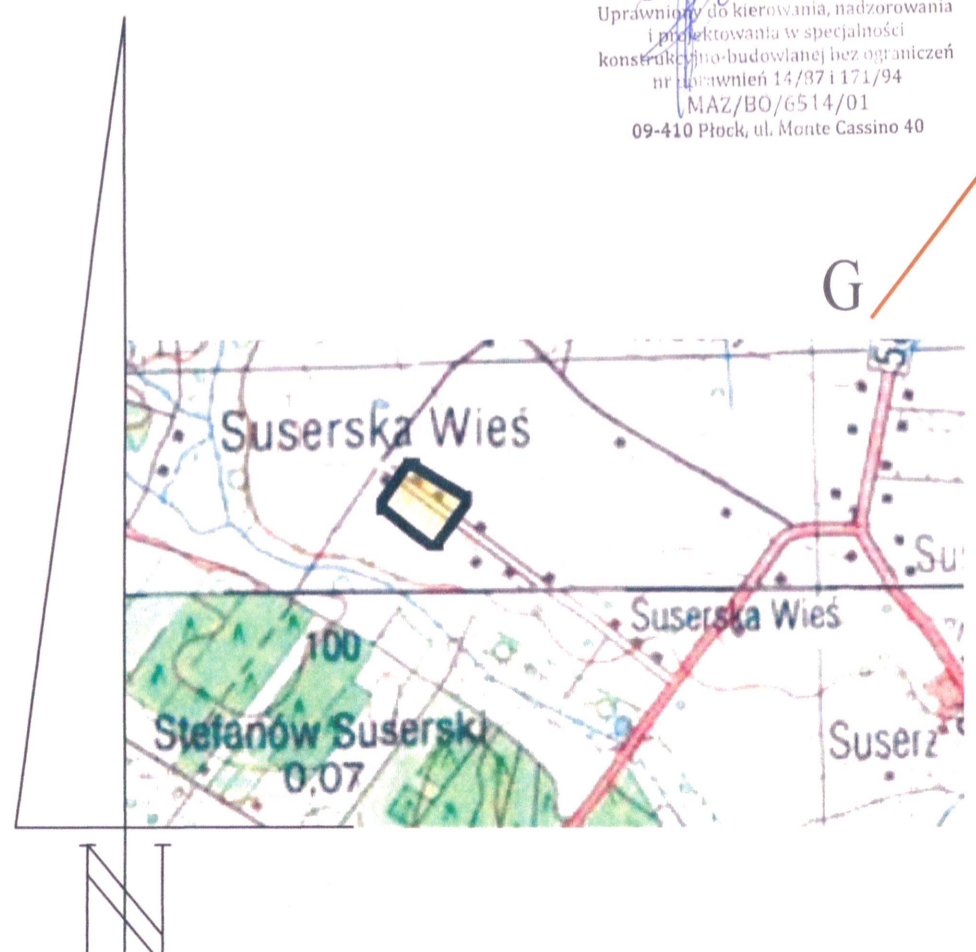 Uprawniony do kierowania, nadzorowania
i projektowania w specjalności
konstrukcyjno-budowlanej bez ograniczeń
nr uprawnień 14/87 i 171/94
MAZ/BO/6514/01
09-410 Płock, ul. Monte Cassino 40
G
Suserska Wieś
Su
Suserska Wieś
100
Stefanów Suserski
0,07
Suserz
N